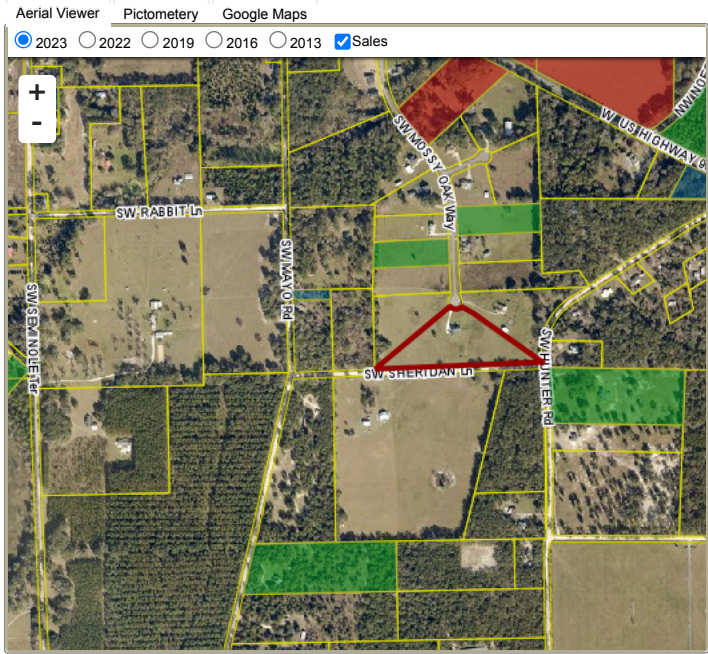 Aerial Viewer Pictometery Google Maps
2023 2022 2019 2016 2013 Sales
+
-
SW MOSSY OAK Way
W US HIGHWAY 9
SW RABBIT Ln
SW MAYO Rd
SW SEMINOLE Ter
SW SHERIDAN Ln
SW HUNTER Rd